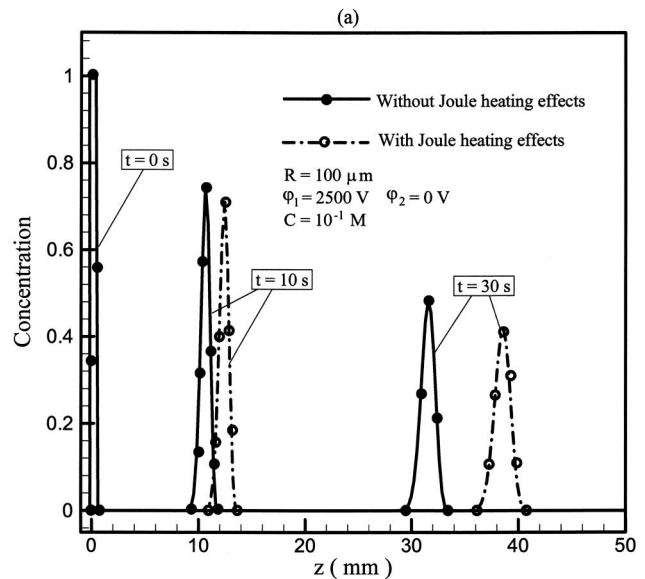 (a)
Concentration
1
0.8
0.6
0.4
0.2
0
Without Joule heating effects
With Joule heating effects
R = 100 μm
φ1 = 2500 V φ2 = 0 V
C = 10⁻¹ M
t = 0 s
t = 10 s
t = 30 s
0 10 20 30 40 50
z ( mm )